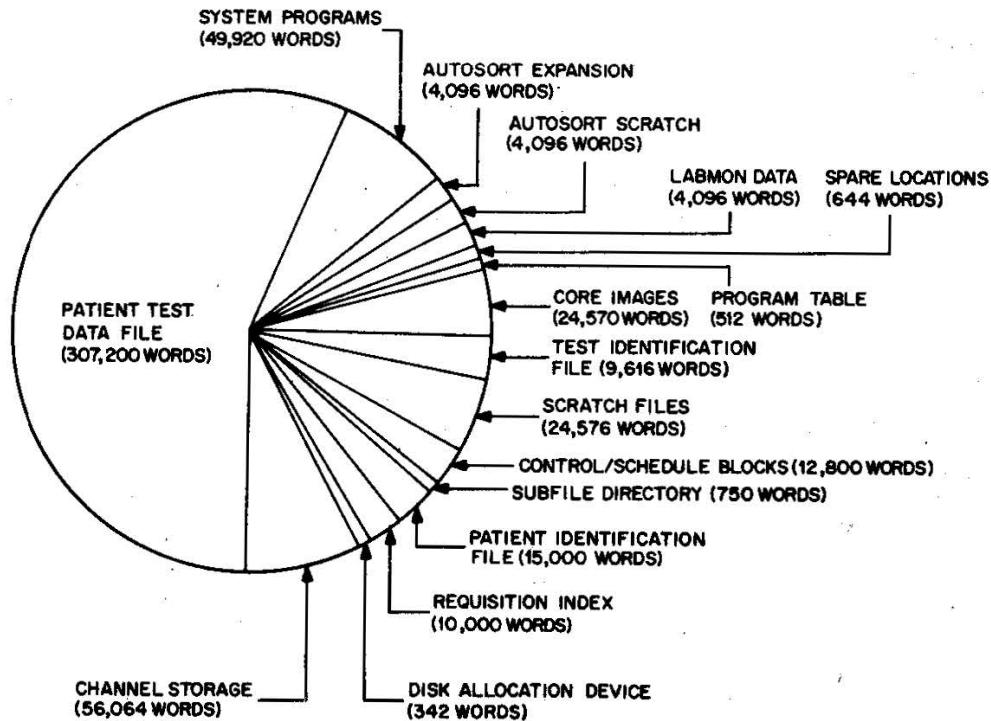 SYSTEM PROGRAMS
(49,920 WORDS)
AUTOSORT EXPANSION
(4,096 WORDS)
AUTOSORT SCRATCH
(4,096 WORDS)
LABMON DATA
(4,096 WORDS)
SPARE LOCATIONS
(644 WORDS)
PATIENT TEST
DATA FILE
(307,200 WORDS)
CORE IMAGES
(24,570 WORDS)
PROGRAM TABLE
(512 WORDS)
TEST IDENTIFICATION
FILE (9,616 WORDS)
SCRATCH FILES
(24,576 WORDS)
CONTROL/SCHEDULE BLOCKS (12,800 WORDS)
SUBFILE DIRECTORY (750 WORDS)
PATIENT IDENTIFICATION
FILE (15,000 WORDS)
REQUISITION INDEX
(10,000 WORDS)
CHANNEL STORAGE
(56,064 WORDS)
DISK ALLOCATION DEVICE
(342 WORDS)